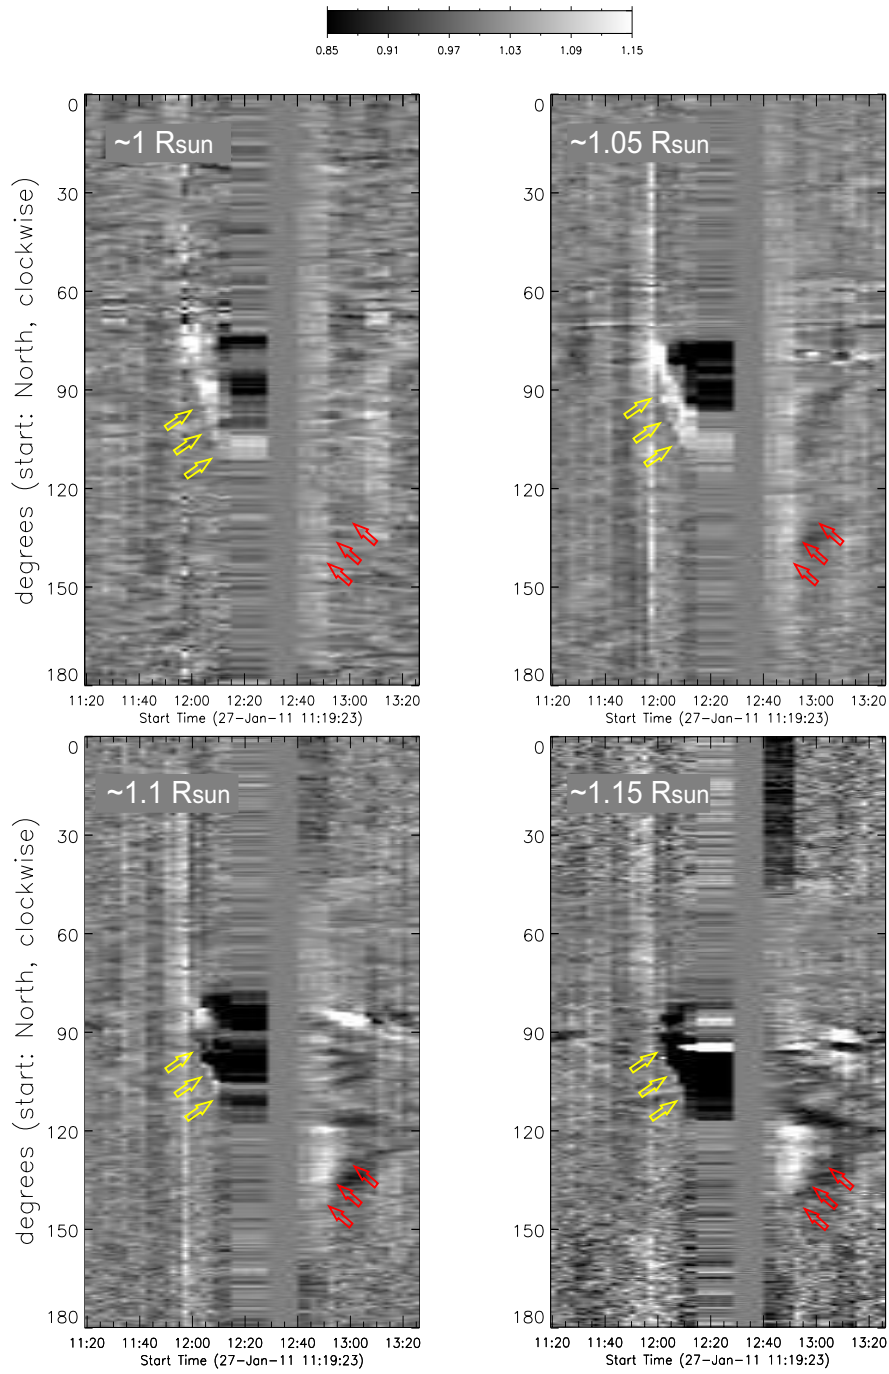 0.85 0.91 0.97 1.03 1.09 1.15
~1 Rsun
~1.05 Rsun
degrees (start: North, clockwise)
0
30
60
90
120
150
180
0
30
60
90
120
150
180
11:20 11:40 12:00 12:20 12:40 13:00 13:20
Start Time (27-Jan-11 11:19:23)
11:20 11:40 12:00 12:20 12:40 13:00 13:20
Start Time (27-Jan-11 11:19:23)
~1.1 Rsun
~1.15 Rsun
degrees (start: North, clockwise)
0
30
60
90
120
150
180
0
30
60
90
120
150
180
11:20 11:40 12:00 12:20 12:40 13:00 13:20
Start Time (27-Jan-11 11:19:23)
11:20 11:40 12:00 12:20 12:40 13:00 13:20
Start Time (27-Jan-11 11:19:23)